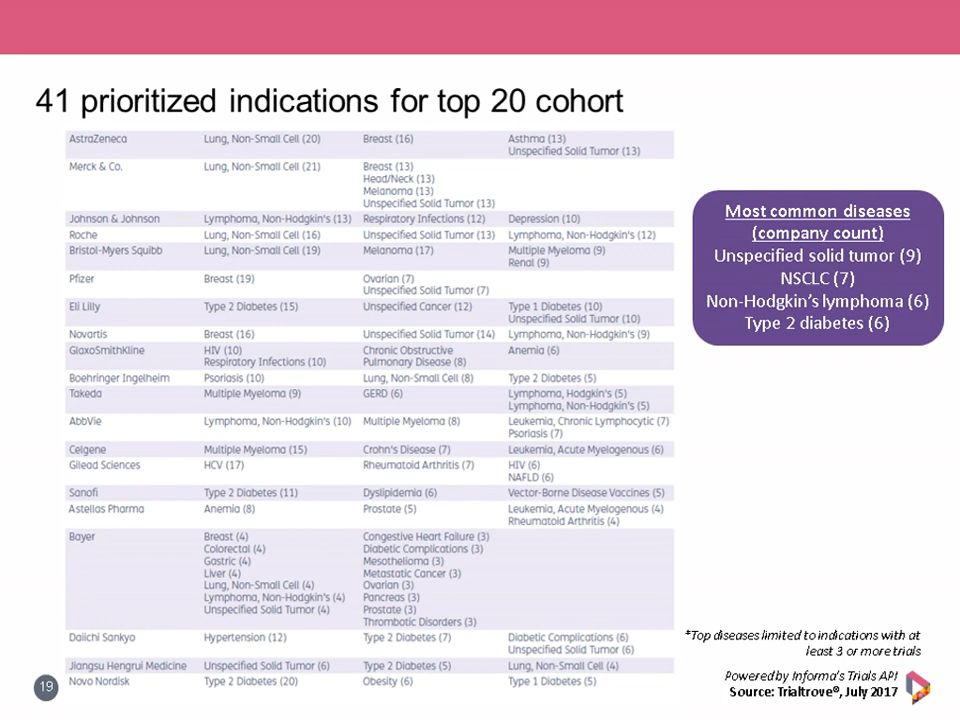 41 prioritized indications for top 20 cohort
AstraZeneca Lung, Non-Small Cell (20) Breast (16) Asthma (13)
Unspecified Solid Tumor (13)
Merck & Co. Lung, Non-Small Cell (21) Breast (13)
Head/Neck (13)
Melanoma (13)
Unspecified Solid Tumor (13)
Johnson & Johnson Lymphoma, Non-Hodgkin's (13) Respiratory Infections (12) Depression (10)
Roche Lung, Non-Small Cell (16) Unspecified Solid Tumor (13) Lymphoma, Non-Hodgkin's (12)
Bristol-Myers Squibb Lung, Non-Small Cell (19) Melanoma (17) Multiple Myeloma (9)
Renal (9)
Pfizer Breast (19) Ovarian (7)
Unspecified Solid Tumor (7)
Eli Lilly Type 2 Diabetes (15) Unspecified Cancer (12) Type 1 Diabetes (10)
Unspecified Solid Tumor (10)
Novartis Breast (16) Unspecified Solid Tumor (14) Lymphoma, Non-Hodgkin's (9)
GlaxoSmithKline HIV (10) Chronic Obstructive Anemia (6)
Respiratory Infections (10) Pulmonary Disease (8)
Boehringer Ingelheim Psoriasis (10) Lung, Non-Small Cell (8) Type 2 Diabetes (5)
Takeda Multiple Myeloma (9) GERD (6) Lymphoma, Hodgkin's (5)
Lymphoma, Non-Hodgkin's (5)
AbbVie Lymphoma, Non-Hodgkin's (10) Multiple Myeloma (8) Leukemia, Chronic Lymphocytic (7)
Psoriasis (7)
Celgene Multiple Myeloma (15) Crohn's Disease (7) Leukemia, Acute Myelogenous (6)
Gilead Sciences HCV (17) Rheumatoid Arthritis (7) HIV (6)
NAFLD (6)
Sanofi Type 2 Diabetes (11) Dyslipidemia (6) Vector-Borne Disease Vaccines (5)
Astellas Pharma Anemia (8) Prostate (5) Leukemia, Acute Myelogenous (4)
Rheumatoid Arthritis (4)
Bayer Breast (4) Congestive Heart Failure (3)
Colorectal (4) Diabetic Complications (3)
Gastric (4) Mesothelioma (3)
Liver (4) Metastatic Cancer (3)
Lung, Non-Small Cell (4) Ovarian (3)
Lymphoma, Non-Hodgkin's (4) Pancreas (3)
Unspecified Solid Tumor (4) Prostate (3)
Thrombotic Disorders (3)
Daiichi Sankyo Hypertension (12) Type 2 Diabetes (7) Diabetic Complications (6)
Unspecified Solid Tumor (6)
Jiangsu Hengrui Medicine Unspecified Solid Tumor (6) Type 2 Diabetes (5) Lung, Non-Small Cell (4)
Novo Nordisk Type 2 Diabetes (20) Obesity (6) Type 1 Diabetes (5)
Most common diseases
(company count)
Unspecified solid tumor (9)
NSCLC (7)
Non-Hodgkin's lymphoma (6)
Type 2 diabetes (6)
*Top diseases limited to indications with at
least 3 or more trials
Powered by Informa's Trials API
Source: Trialtrove®, July 2017
19